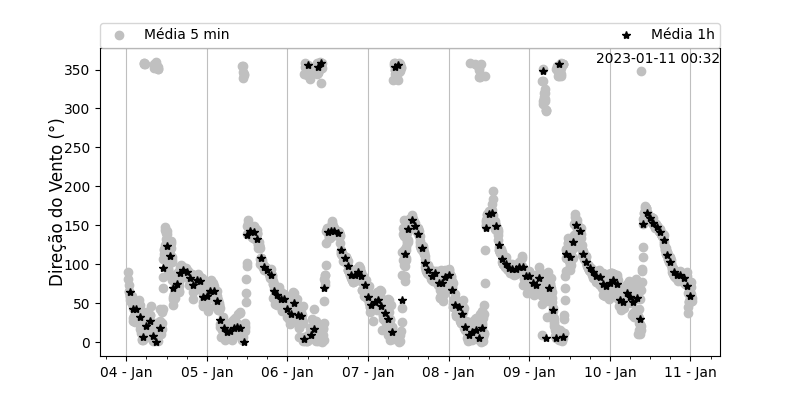 Média 5 min
Média 1h
2023-01-11 00:32
Direção do Vento (°)
350
300
250
200
150
100
50
0
04 - Jan
05 - Jan
06 - Jan
07 - Jan
08 - Jan
09 - Jan
10 - Jan
11 - Jan